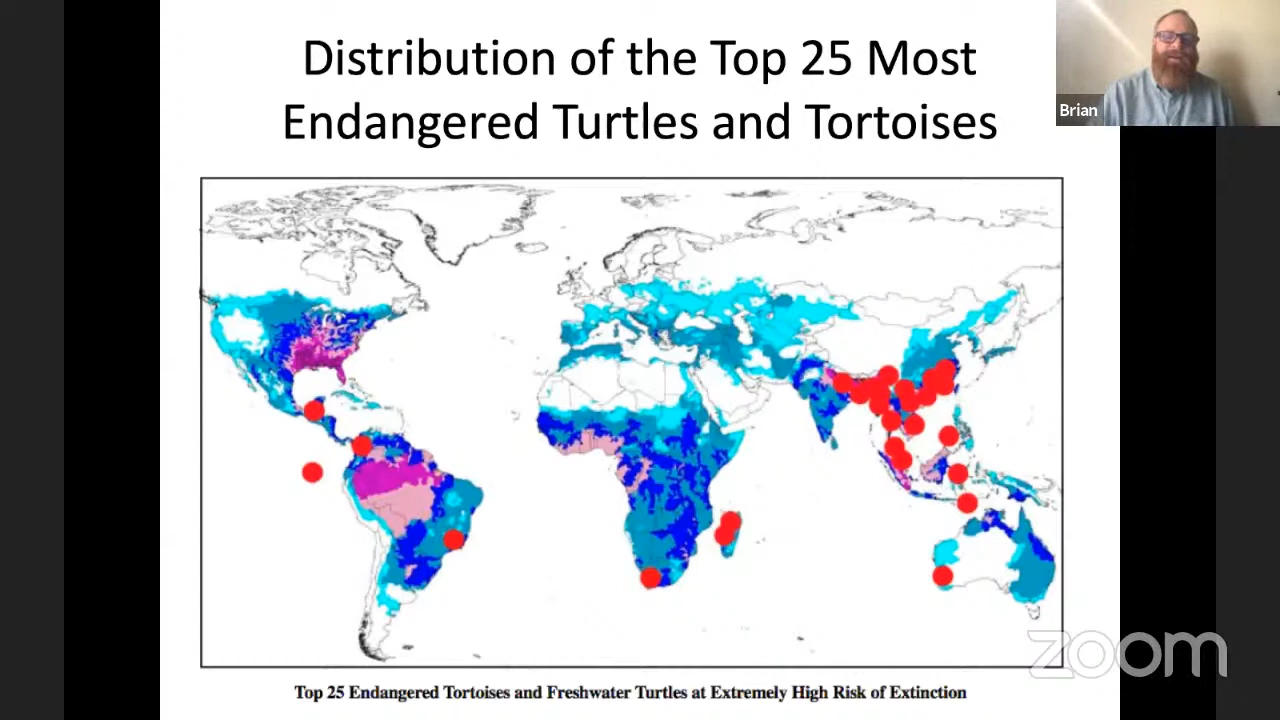 Distribution of the Top 25 Most
Endangered Turtles and Tortoises
Brian
zoom
Top 25 Endangered Tortoises and Freshwater Turtles at Extremely High Risk of Extinction